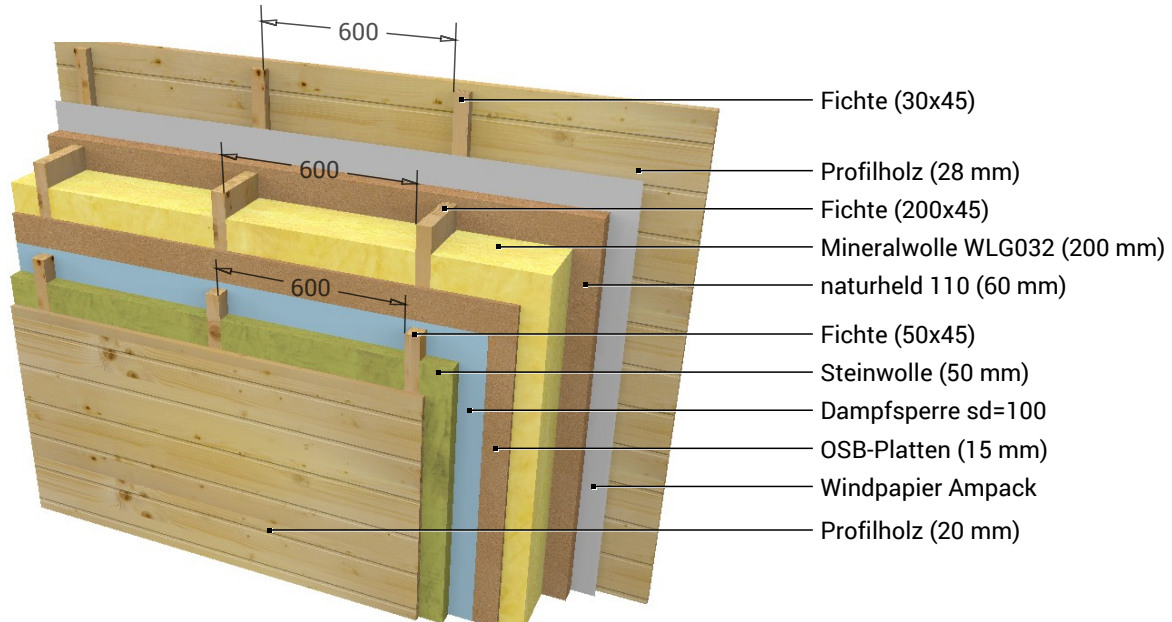 600
Fichte (30x45)
Profilholz (28 mm)
600
Fichte (200x45)
Mineralwolle WLG032 (200 mm)
naturheld 110 (60 mm)
600
Fichte (50x45)
Steinwolle (50 mm)
Dampfsperre sd=100
OSB-Platten (15 mm)
Windpapier Ampack
Profilholz (20 mm)